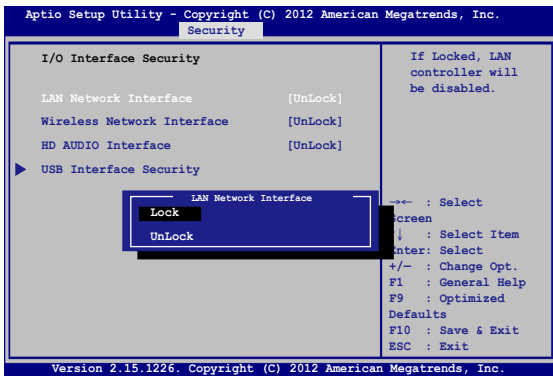 Aptio Setup Utility - Copyright (C) 2012 American Megatrends, Inc.
Security
I/O Interface Security
LAN Network Interface [UnLock]
Wireless Network Interface [UnLock]
HD AUDIO Interface [UnLock]
USB Interface Security
If Locked, LAN
controller will
be disabled.
LAN Network Interface
Lock
UnLock
→← : Select
creen
↓ : Select Item
nter: Select
+/— : Change Opt.
F1 : General Help
F9 : Optimized
Defaults
F10 : Save & Exit
ESC : Exit
Version 2.15.1226. Copyright (C) 2012 American Megatrends, Inc.